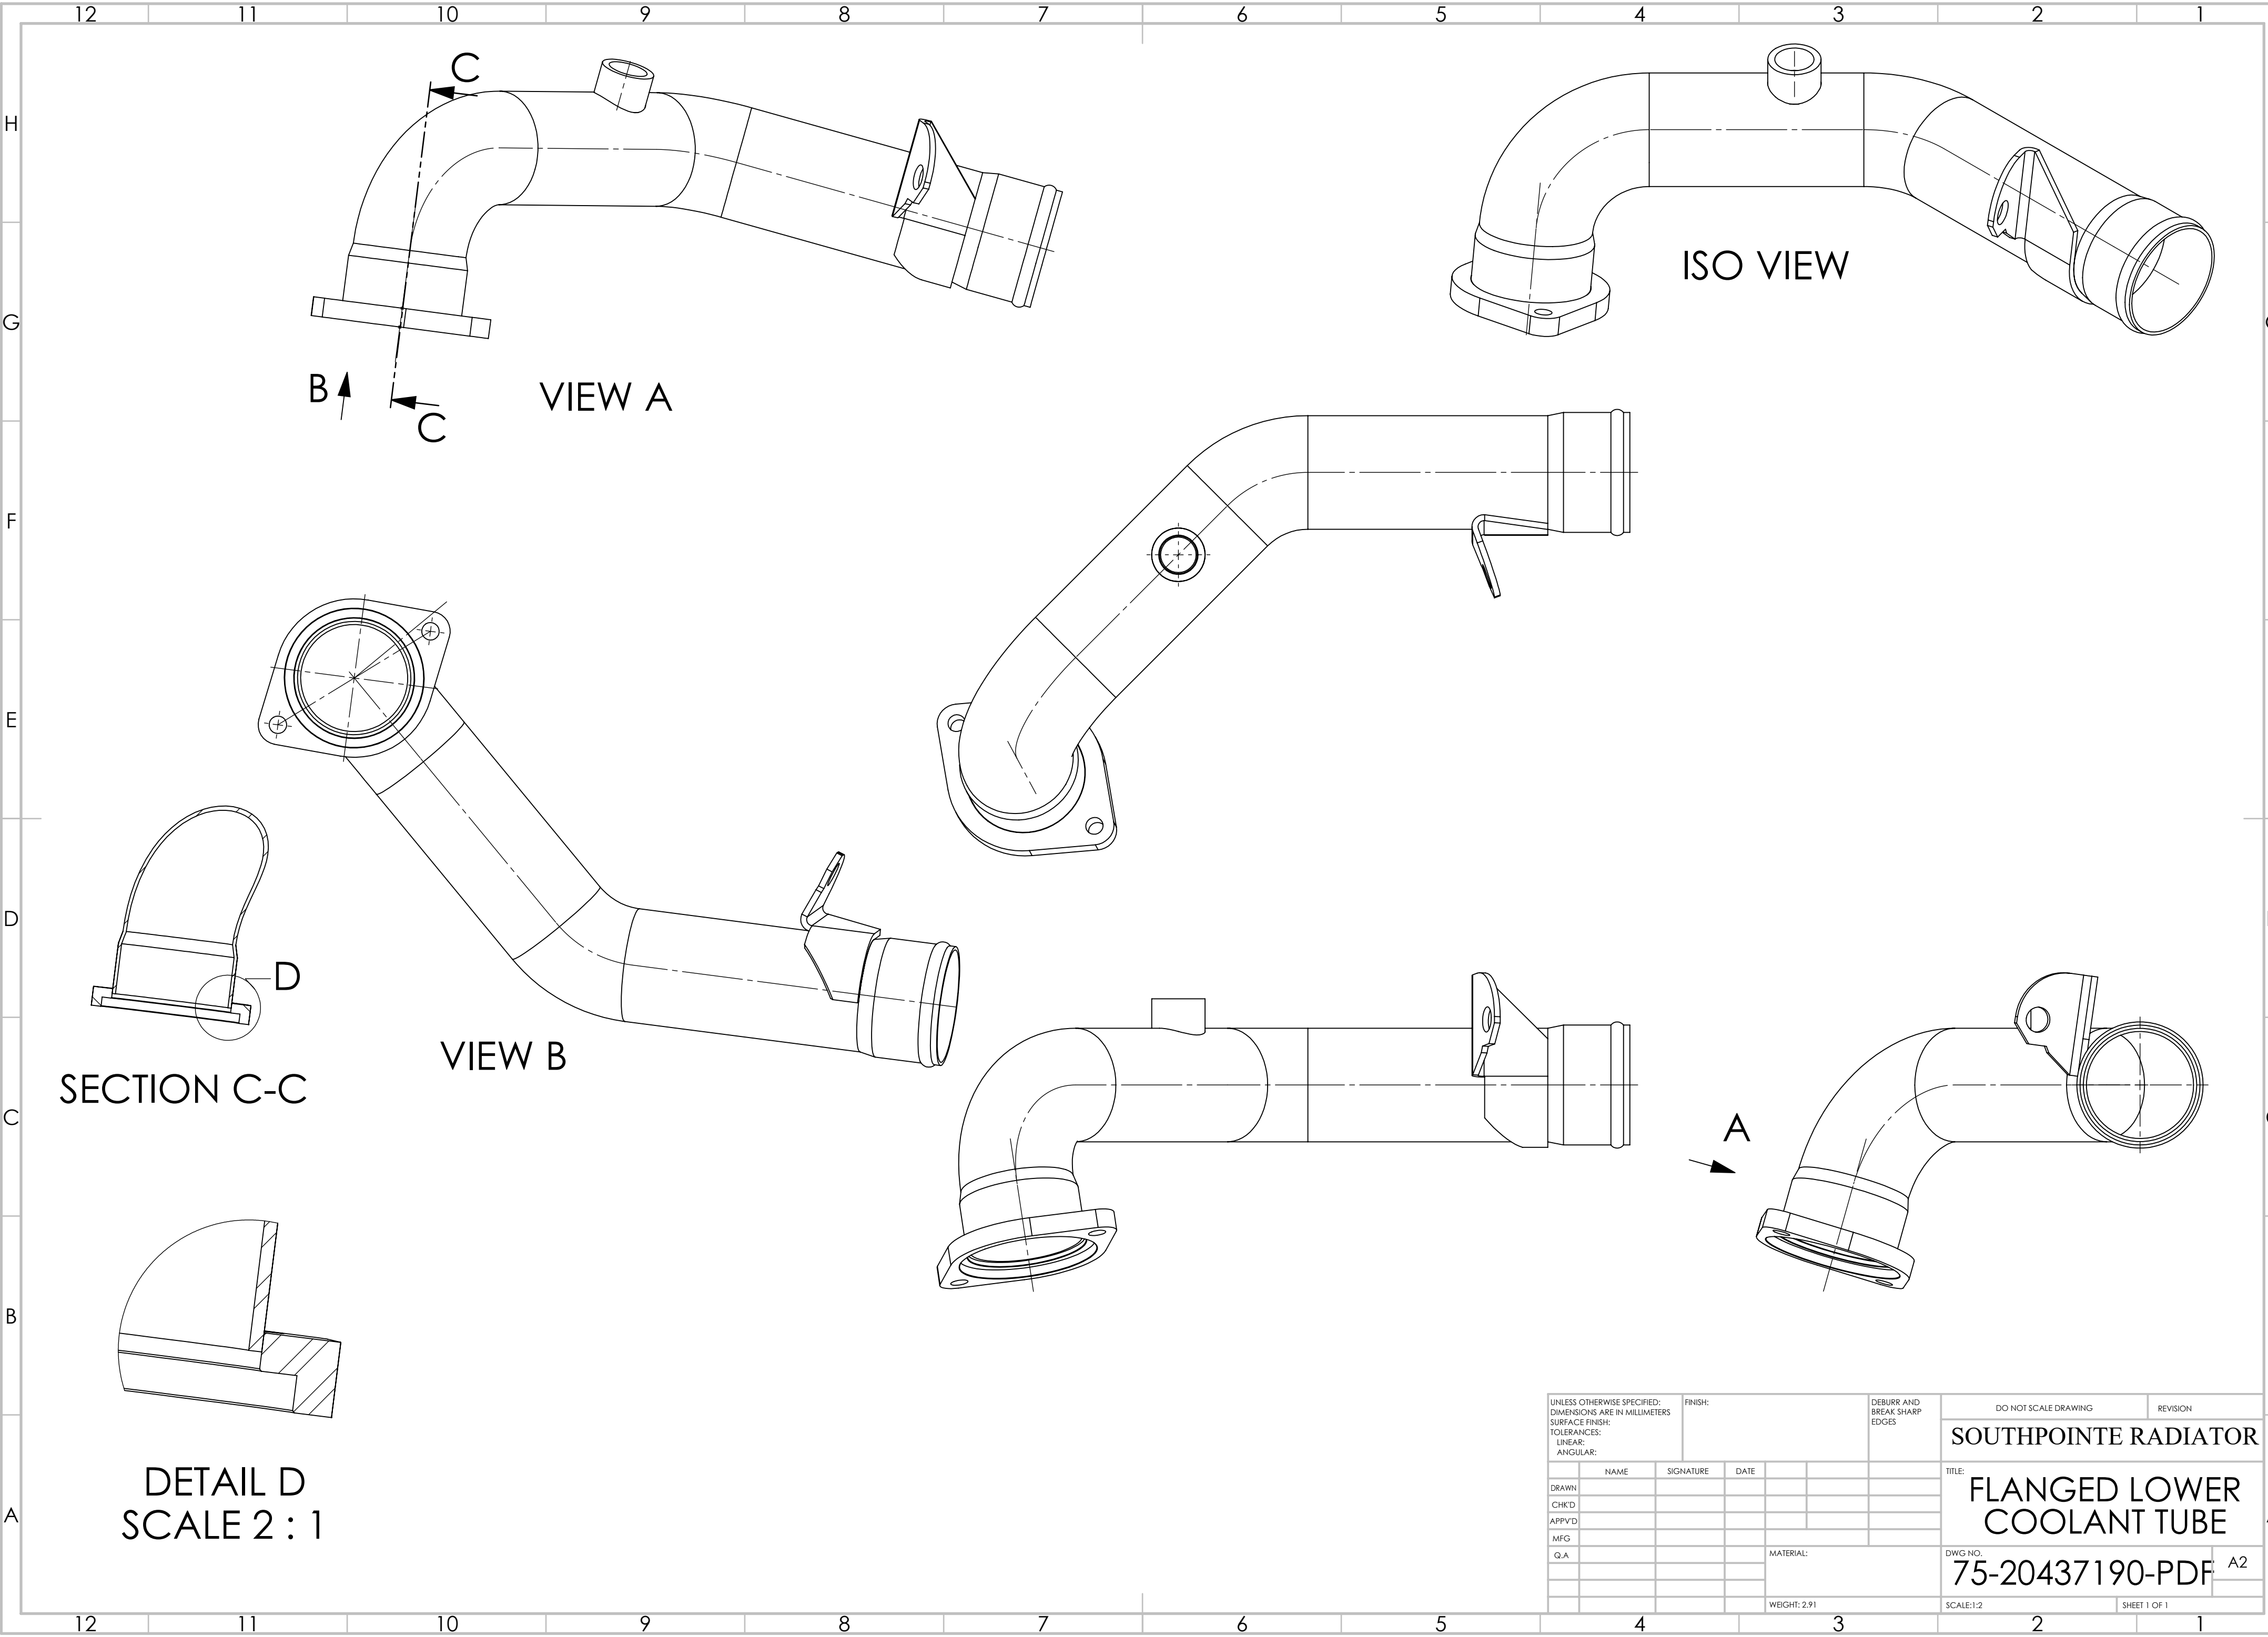 12 11 10 9 8 7 6 5 4 3 2 1
H
G
F
E
D
C
B
A
C
C
B
VIEW A
ISO VIEW
VIEW B
D
SECTION C-C
A
DETAIL D
SCALE 2 : 1
UNLESS OTHERWISE SPECIFIED:
DIMENSIONS ARE IN MILLIMETERS
SURFACE FINISH:
TOLERANCES:
LINEAR:
ANGULAR:
FINISH:
DEBURR AND
BREAK SHARP
EDGES
DO NOT SCALE DRAWING
REVISION
SOUTHPOINTE RADIATOR
NAME SIGNATURE DATE
DRAWN
CHK'D
APPV'D
MFG
Q.A
TITLE:
FLANGED LOWER
COOLANT TUBE
MATERIAL:
DWG NO.
75-20437190-PDF
A2
WEIGHT: 2.91
SCALE:1:2
SHEET 1 OF 1
12 11 10 9 8 7 6 5 4 3 2 1